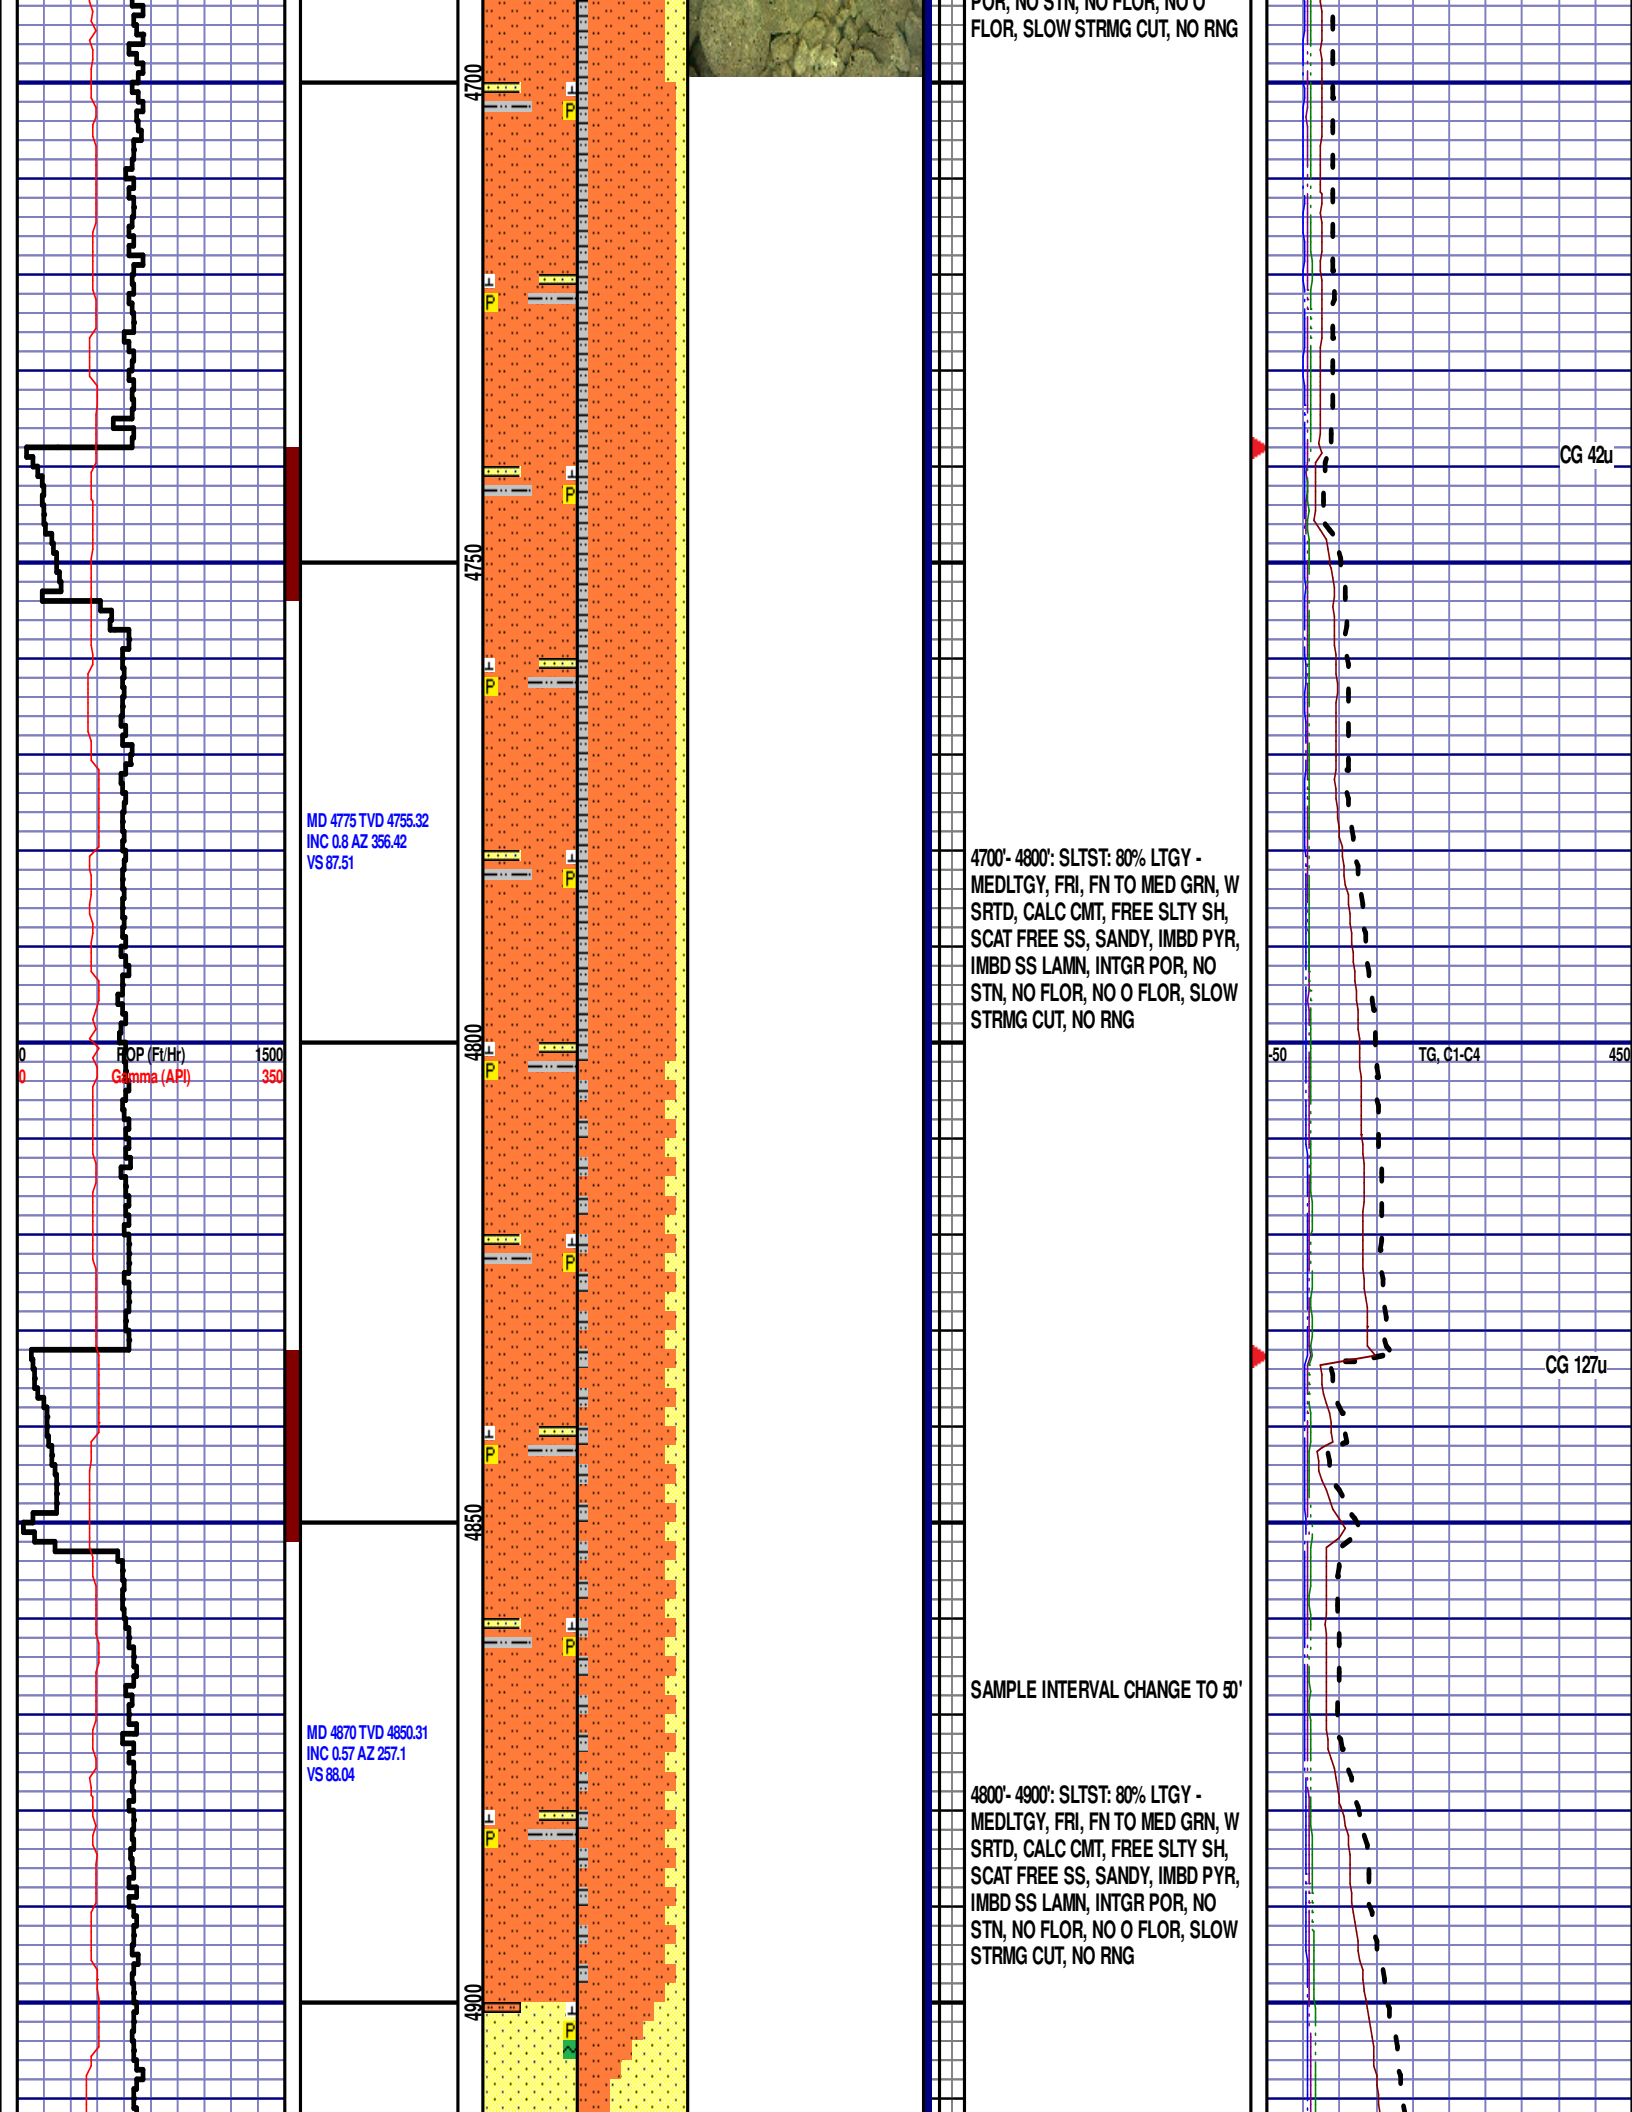 POR, NO STN, NO FLOR, NO O
FLOR, SLOW STRMG CUT, NO RNG
4700
P
P
CG 42u
P
4750
P
MD 4775 TVD 4755.32
INC 0.8 AZ 356.42
VS 87.51
P
4700'- 4800': SLTST: 80% LTGY -
MEDLTGY, FRI, FN TO MED GRN, W
SRTD, CALC CMT, FREE SLTY SH,
SCAT FREE SS, SANDY, IMBD PYR,
IMBD SS LAMN, INTGR POR, NO
STN, NO FLOR, NO O FLOR, SLOW
STRMG CUT, NO RNG
4800
0 ROP (Ft/Hr) 1500
0 Gamma (API) 350
P
-50 TG, C1-C4 450
P
CG 127u
P
4850
P
SAMPLE INTERVAL CHANGE TO 50'
MD 4870 TVD 4850.31
INC 0.57 AZ 257.1
VS 88.04
P
4800'- 4900': SLTST: 80% LTGY -
MEDLTGY, FRI, FN TO MED GRN, W
SRTD, CALC CMT, FREE SLTY SH,
SCAT FREE SS, SANDY, IMBD PYR,
IMBD SS LAMN, INTGR POR, NO
STN, NO FLOR, NO O FLOR, SLOW
STRMG CUT, NO RNG
4900
P